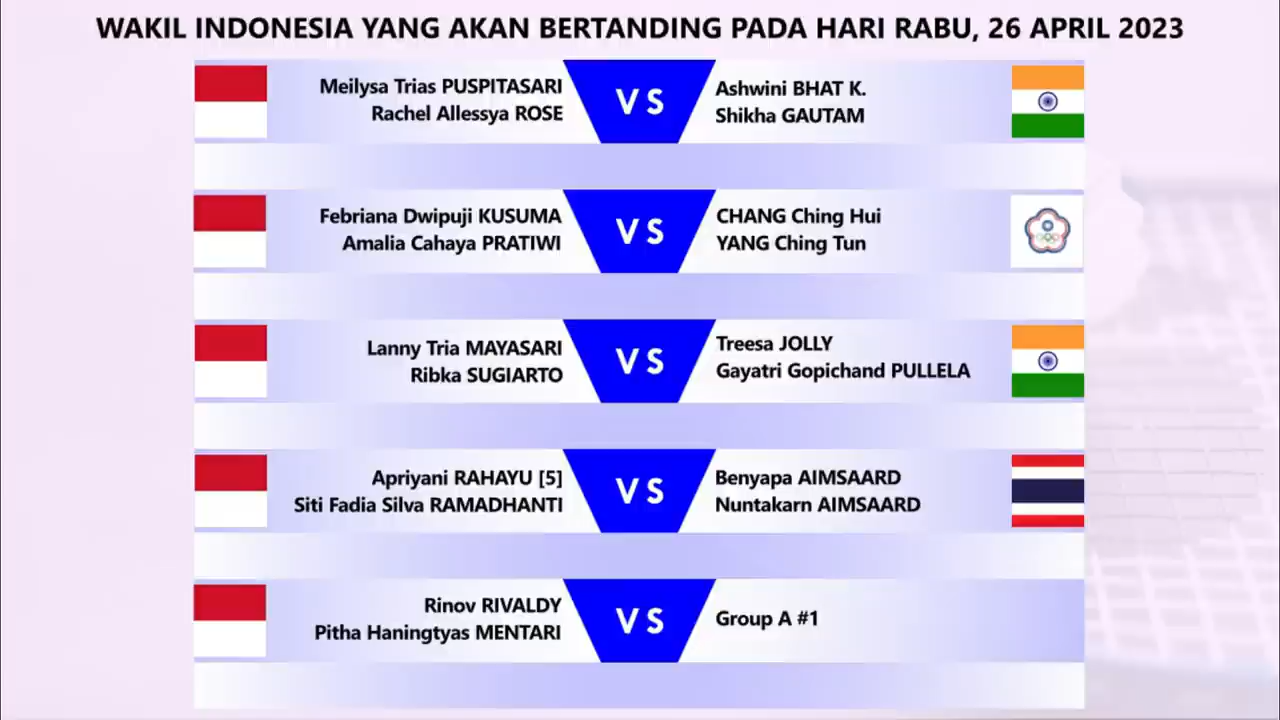 WAKIL INDONESIA YANG AKAN BERTANDING PADA HARI RABU, 26 APRIL 2023
Meilysa Trias PUSPITASARI
Rachel Allessya ROSE
VS
Ashwini BHAT K.
Shikha GAUTAM
Febriana Dwipuji KUSUMA
Amalia Cahaya PRATIWI
VS
CHANG Ching Hui
YANG Ching Tun
Lanny Tria MAYASARI
Ribka SUGIARTO
VS
Treesa JOLLY
Gayatri Gopichand PULLELA
Apriyani RAHAYU [5]
Siti Fadia Silva RAMADHANTI
VS
Benyapa AIMSAARD
Nuntakarn AIMSAARD
Rinov RIVALDY
Pitha Haningtyas MENTARI
VS
Group A #1